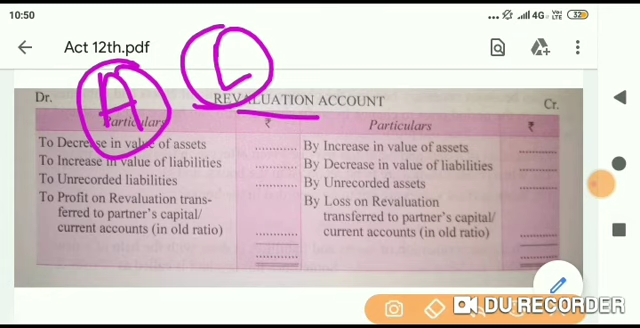 10:50
4G
VoLTE
32
Act 12th.pdf
A
L
Dr.
REVALUATION ACCOUNT
Cr.
Particulars
₹
Particulars
₹
To Decrease in value of assets
..............
By Increase in value of assets
..............
To Increase in value of liabilities
..............
By Decrease in value of liabilities
..............
To Unrecorded liabilities
..............
By Unrecorded assets
..............
To Profit on Revaluation trans-
ferred to partner's capital/
current accounts (in old ratio)
..............
By Loss on Revaluation
transferred to partner's capital/
current accounts (in old ratio)
..............
..............
..............
DU RECORDER